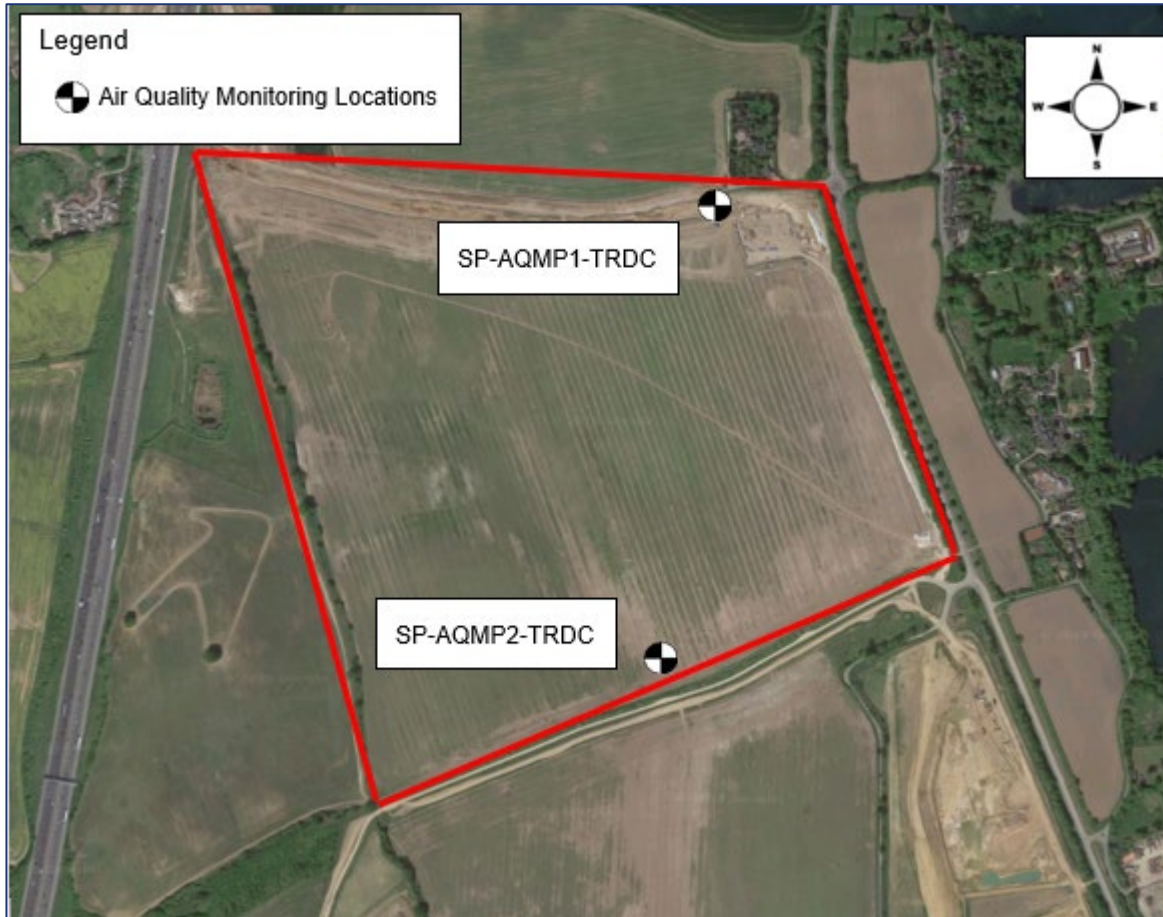 Legend
Air Quality Monitoring Locations
N
W E
S
SP-AQMP1-TRDC
SP-AQMP2-TRDC